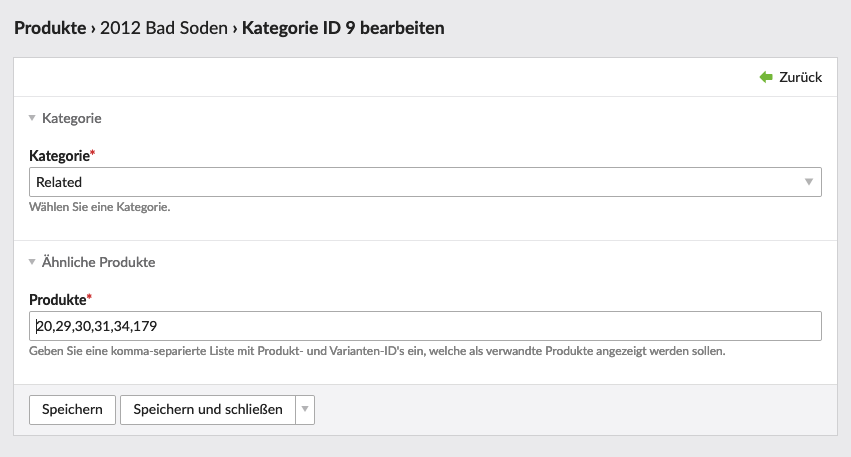 Produkte › 2012 Bad Soden › Kategorie ID 9 bearbeiten
Zurück
Kategorie
Kategorie*
Related
Wählen Sie eine Kategorie.
Ähnliche Produkte
Produkte*
20,29,30,31,34,179
Geben Sie eine komma-separierte Liste mit Produkt- und Varianten-ID's ein, welche als verwandte Produkte angezeigt werden sollen.
Speichern Speichern und schließen